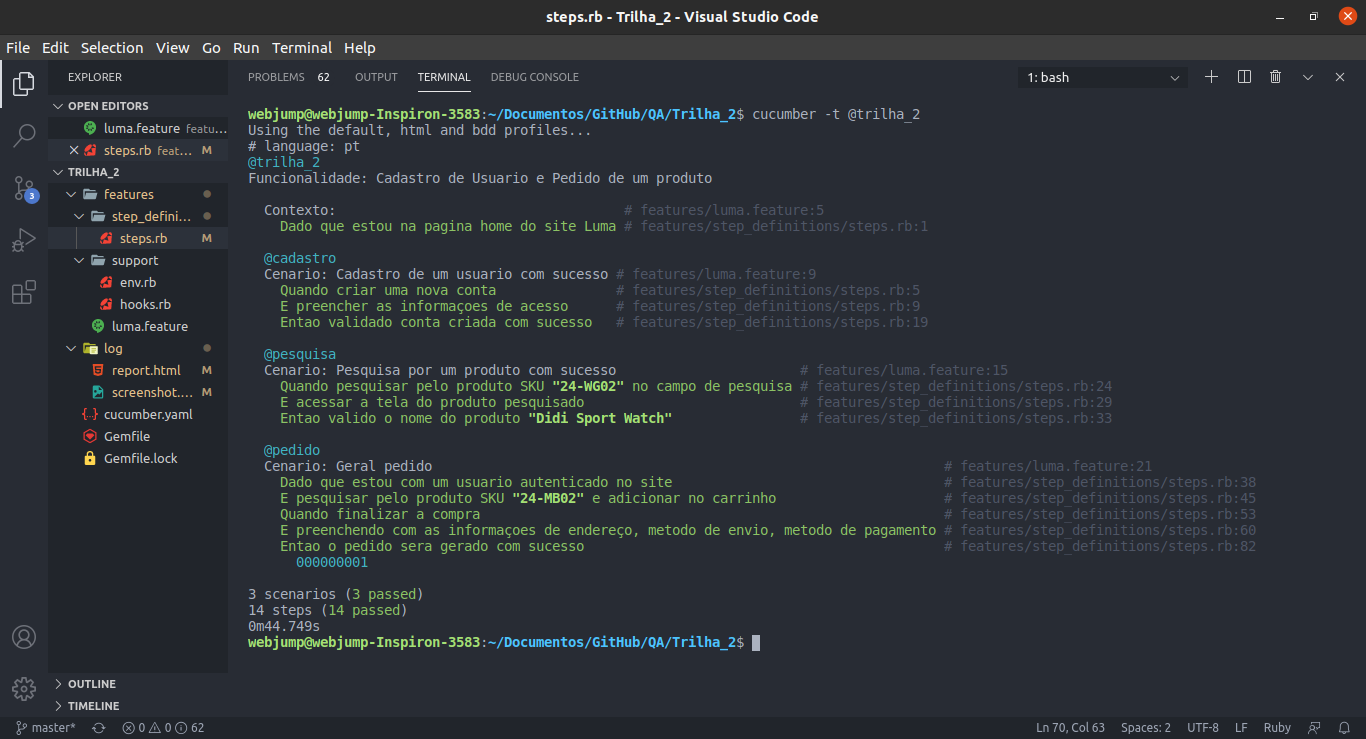 steps.rb - Trilha_2 - Visual Studio Code
File Edit Selection View Go Run Terminal Help
EXPLORER
OPEN EDITORS
luma.feature featu...
steps.rb feat... M
TRILHA_2
features
step_defini...
steps.rb M
support
env.rb
hooks.rb
luma.feature
log
report.html M
screenshot.... M
cucumber.yaml
Gemfile
Gemfile.lock
OUTLINE
TIMELINE
3
PROBLEMS 62 OUTPUT TERMINAL DEBUG CONSOLE
1: bash
webjump@webjump-Inspiron-3583:~/Documentos/GitHub/QA/Trilha_2$ cucumber -t @trilha_2
Using the default, html and bdd profiles...
# language: pt
@trilha_2
Funcionalidade: Cadastro de Usuario e Pedido de um produto
Contexto: # features/luma.feature:5
Dado que estou na pagina home do site Luma # features/step_definitions/steps.rb:1
@cadastro
Cenario: Cadastro de um usuario com sucesso # features/luma.feature:9
Quando criar uma nova conta # features/step_definitions/steps.rb:5
E preencher as informaçoes de acesso # features/step_definitions/steps.rb:9
Entao validado conta criada com sucesso # features/step_definitions/steps.rb:19
@pesquisa
Cenario: Pesquisa por um produto com sucesso # features/luma.feature:15
Quando pesquisar pelo produto SKU "24-WG02" no campo de pesquisa # features/step_definitions/steps.rb:24
E acessar a tela do produto pesquisado # features/step_definitions/steps.rb:29
Entao valido o nome do produto "Didi Sport Watch" # features/step_definitions/steps.rb:33
@pedido
Cenario: Geral pedido # features/luma.feature:21
Dado que estou com um usuario autenticado no site # features/step_definitions/steps.rb:38
E pesquisar pelo produto SKU "24-MB02" e adicionar no carrinho # features/step_definitions/steps.rb:45
Quando finalizar a compra # features/step_definitions/steps.rb:53
E preenchendo com as informaçoes de endereço, metodo de envio, metodo de pagamento # features/step_definitions/steps.rb:60
Entao o pedido sera gerado com sucesso # features/step_definitions/steps.rb:82
000000001
3 scenarios (3 passed)
14 steps (14 passed)
0m44.749s
webjump@webjump-Inspiron-3583:~/Documentos/GitHub/QA/Trilha_2$
master* 0 0 62 Ln 70, Col 63 Spaces: 2 UTF-8 LF Ruby